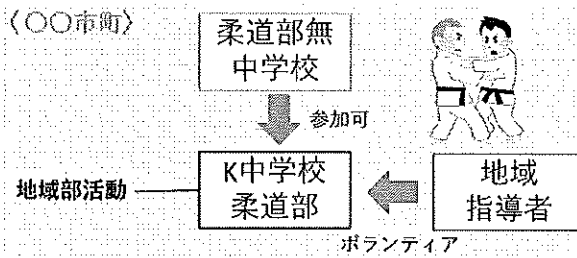 〈〇〇市町〉
柔道部無
中学校
参加可
K中学校
柔道部
地域部活動
地域
指導者
ボランティア